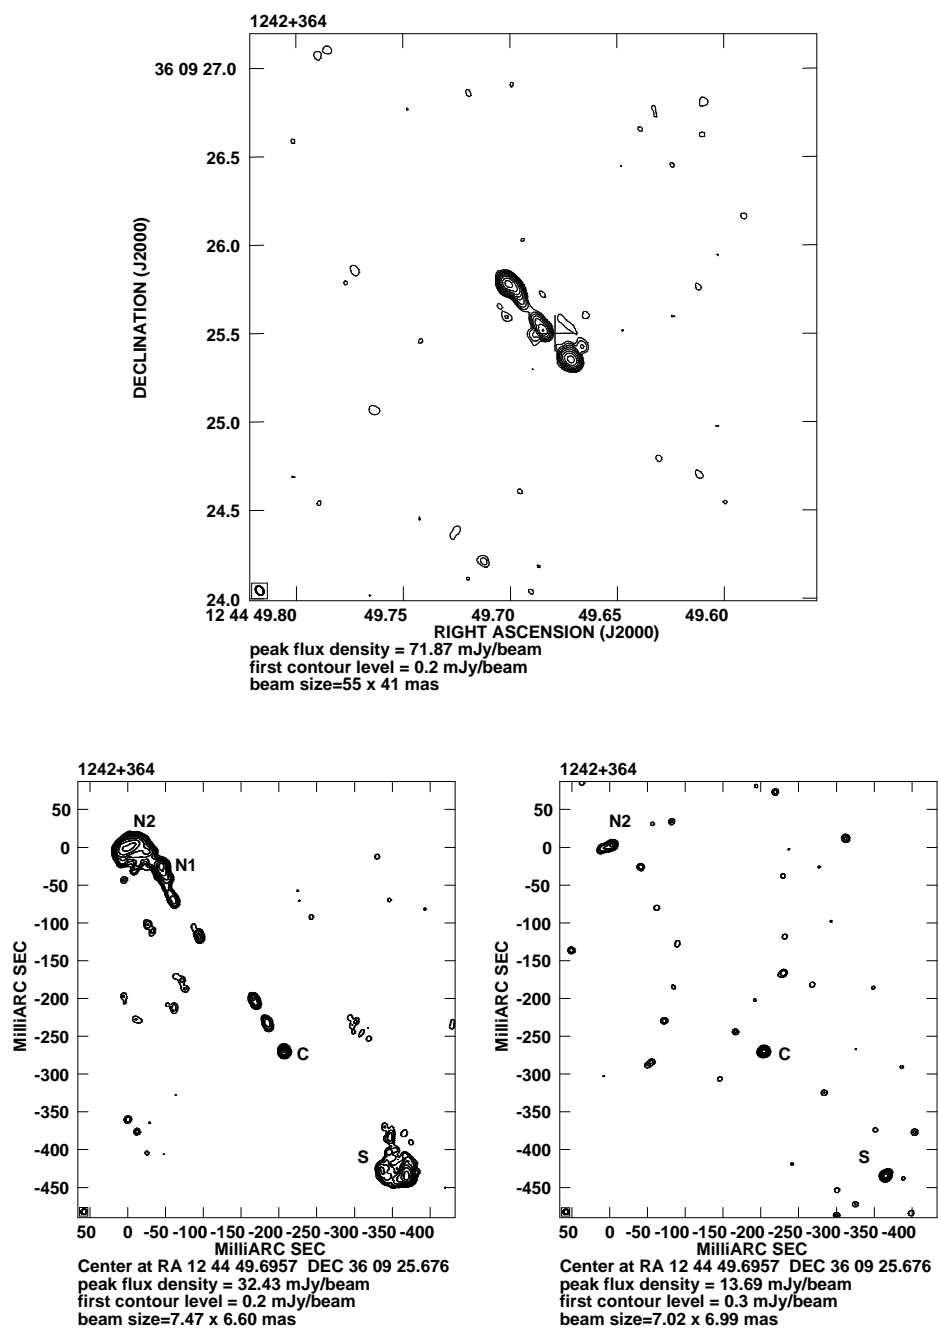 1242+364
36 09 27.0
26.5
26.0
25.5
25.0
24.5
24.0
DECLINATION (J2000)
12 44 49.80 49.75 49.70 49.65 49.60
RIGHT ASCENSION (J2000)
peak flux density = 71.87 mJy/beam
first contour level = 0.2 mJy/beam
beam size=55 x 41 mas
1242+364
50
0
-50
-100
-150
-200
-250
-300
-350
-400
-450
MilliARC SEC
N2
N1
C
S
50 0 -50 -100 -150 -200 -250 -300 -350 -400
MilliARC SEC
Center at RA 12 44 49.6957 DEC 36 09 25.676
peak flux density = 32.43 mJy/beam
first contour level = 0.2 mJy/beam
beam size=7.47 x 6.60 mas
1242+364
50
0
-50
-100
-150
-200
-250
-300
-350
-400
-450
MilliARC SEC
N2
C
S
50 0 -50 -100 -150 -200 -250 -300 -350 -400
MilliARC SEC
Center at RA 12 44 49.6957 DEC 36 09 25.676
peak flux density = 13.69 mJy/beam
first contour level = 0.3 mJy/beam
beam size=7.02 x 6.99 mas